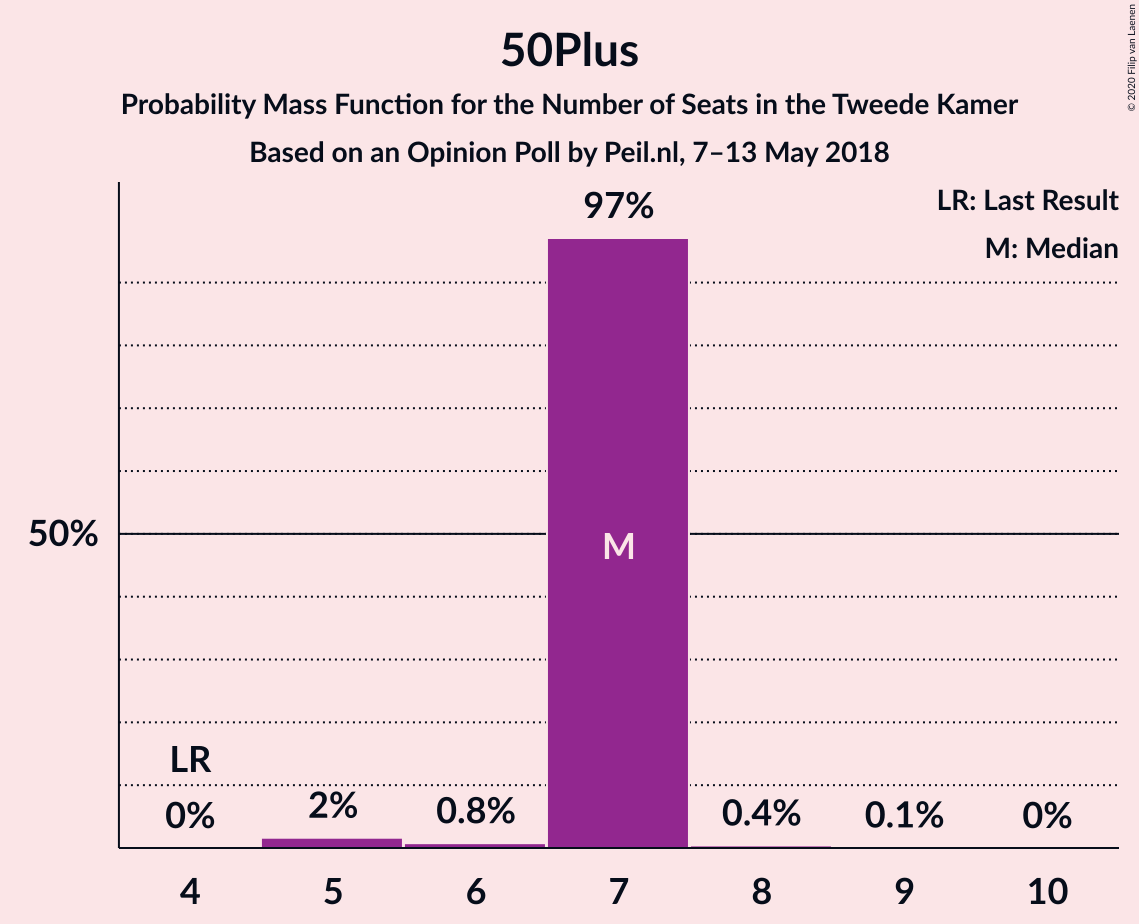 50Plus
Probability Mass Function for the Number of Seats in the Tweede Kamer
Based on an Opinion Poll by Peil.nl, 7–13 May 2018
© 2020 Filip van Laenen
LR: Last Result
M: Median
97%
50%
M
LR
0%
2%
0.8%
0.4%
0.1%
0%
4
5
6
7
8
9
10